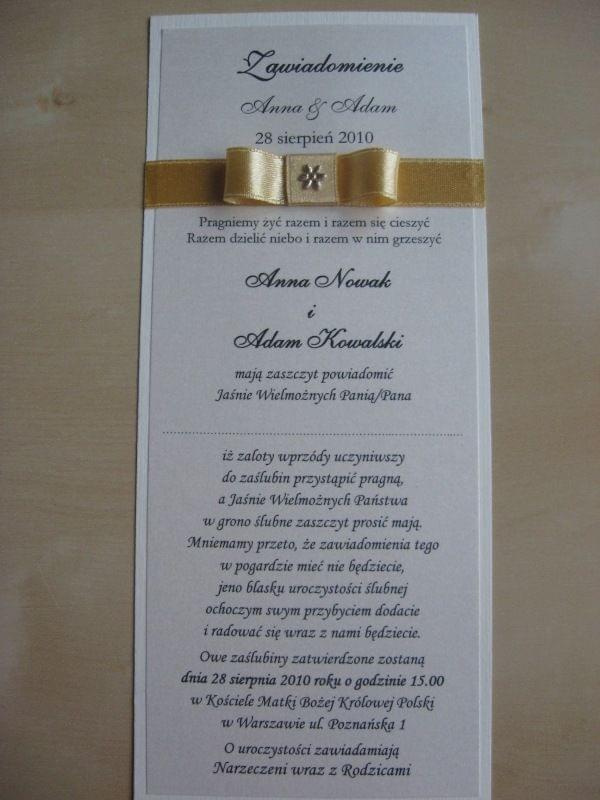 Zawiadomienie
Anna & Adam
28 sierpień 2010
Pragniemy żyć razem i razem się cieszyć
Razem dzielić niebo i razem w nim grzeszyć
Anna Nowak
i
Adam Kowalski
mają zaszczyt powiadomić
Jaśnie Wielmożnych Panią/Pana
iż zaloty wprzódy uczyniwszy
do zaślubin przystąpić pragną,
a Jaśnie Wielmożnych Państwa
w grono ślubne zaszczyt prosić mają.
Mniemamy przeto, że zawiadomienia tego
w pogardzie mieć nie będziecie,
jeno blasku uroczystości ślubnej
ochoczym swym przybyciem dodacie
i radować się wraz z nami będziecie.
Owe zaślubiny zatwierdzone zostaną
dnia 28 sierpnia 2010 roku o godzinie 15.00
w Kościele Matki Bożej Królowej Polski
w Warszawie ul. Poznańska 1
O uroczystości zawiadamiają
Narzeczeni wraz z Rodzicami